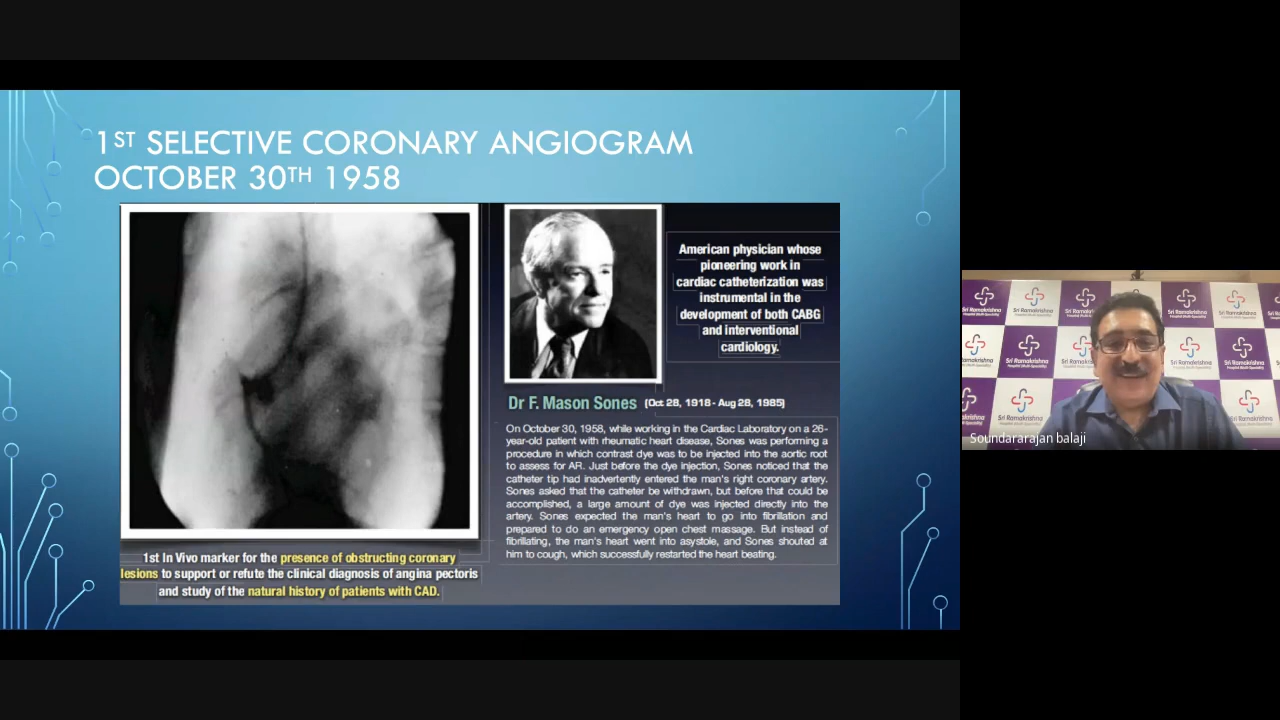 1ST SELECTIVE CORONARY ANGIOGRAM
OCTOBER 30TH 1958
American physician whose
pioneering work in
cardiac catheterization was
instrumental in the
development of both CABG
and interventional
cardiology.
Dr F. Mason Sones (Oct 28, 1918 - Aug 28, 1985)
On October 30, 1958, while working in the Cardiac Laboratory on a 26-
year-old patient with rheumatic heart disease, Sones was performing a
procedure in which contrast dye was to be injected into the aortic root
to assess for AR. Just before the dye injection, Sones noticed that the
catheter tip had inadvertently entered the man's right coronary artery.
Sones asked that the catheter be withdrawn, but before that could be
accomplished, a large amount of dye was injected directly into the
artery. Sones expected the man's heart to go into fibrillation and
prepared to do an emergency open chest massage. But instead of
fibrillating, the man's heart went into asystole, and Sones shouted at
him to cough, which successfully restarted the heart beating.
1st In Vivo marker for the presence of obstructing coronary
lesions to support or refute the clinical diagnosis of angina pectoris
and study of the natural history of patients with CAD.
Sri Ramakrishna
Hospital (Multi-Speciality)
Soundararajan balaji